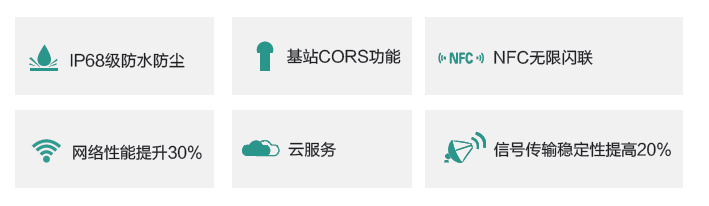 IP68级防水防尘
基站CORS功能
NFC NFC无限闪联
网络性能提升30%
云服务
信号传输稳定性提高20%